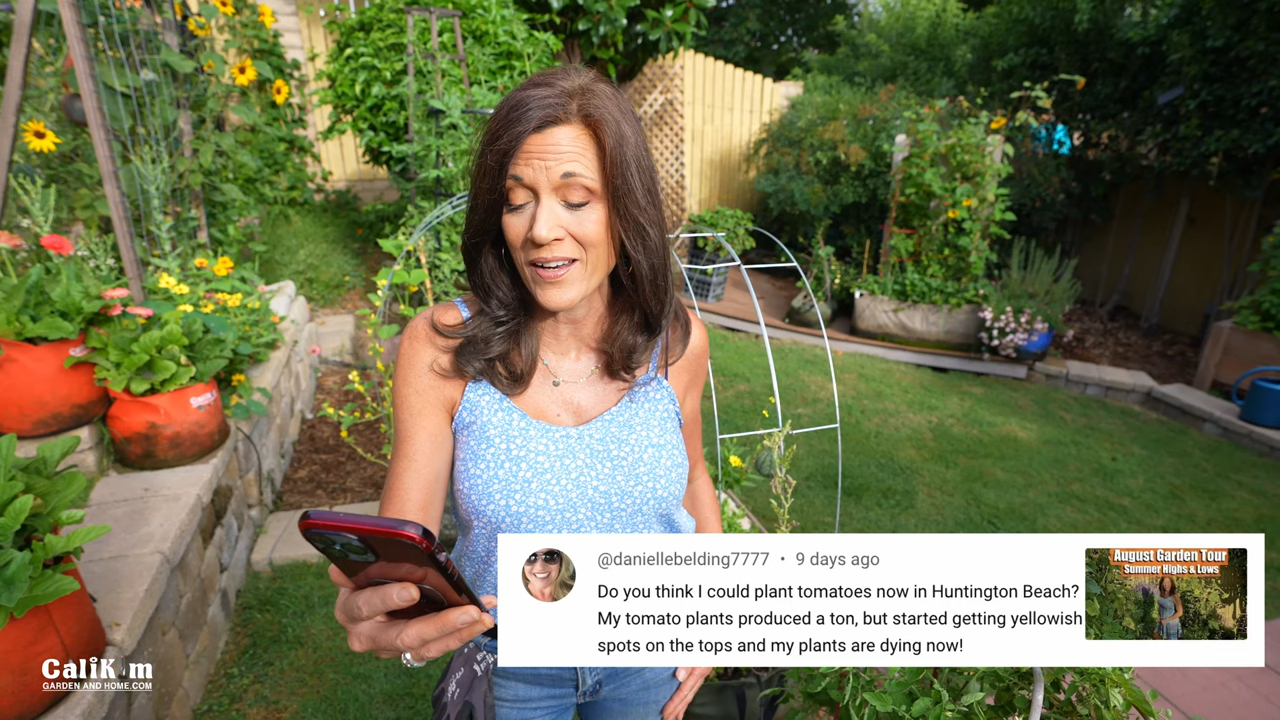 @daniellebelding7777 • 9 days ago
Do you think I could plant tomatoes now in Huntington Beach?
My tomato plants produced a ton, but started getting yellowish
spots on the tops and my plants are dying now!
August Garden Tour
Summer Highs & Lows
CaliKim
GARDEN AND HOME.COM